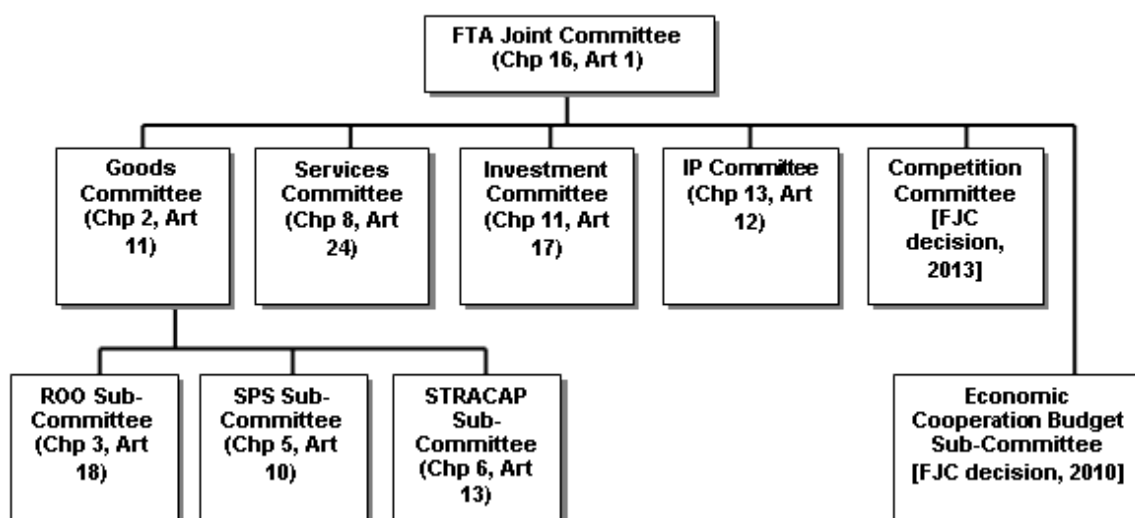 FTA Joint Committee
(Chp 16, Art 1)
Goods
Committee
(Chp 2, Art
11)
Services
Committee
(Chp 8, Art
24)
Investment
Committee
(Chp 11, Art
17)
IP Committee
(Chp 13, Art
12)
Competition
Committee
[FJC
decision,
2013]
ROO Sub-
Committee
(Chp 3, Art
18)
SPS Sub-
Committee
(Chp 5, Art
10)
STRACAP
Sub-
Committee
(Chp 6, Art
13)
Economic
Cooperation Budget
Sub-Committee
[FJC decision, 2010]